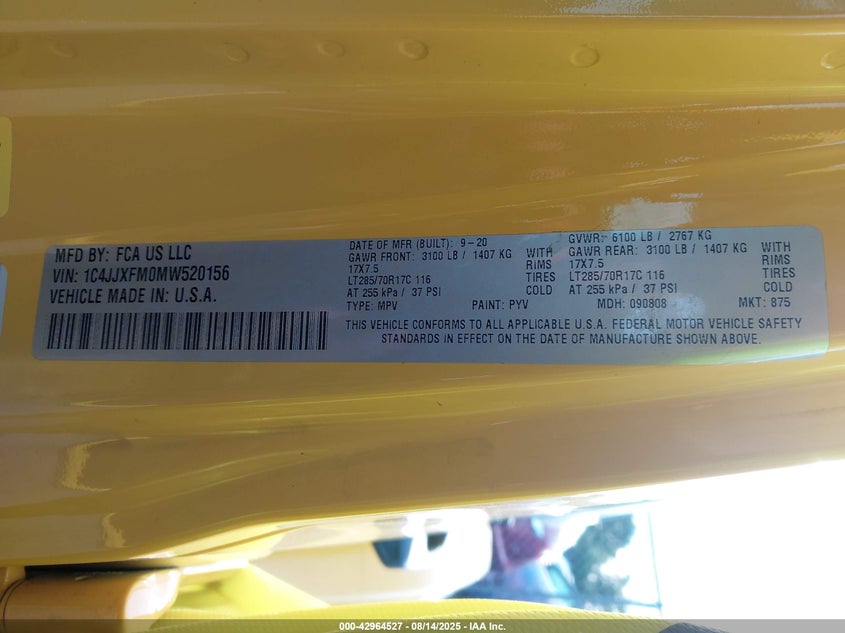 MFD BY: FCA US LLC
VIN: 1C4JJXFM0MW520156
VEHICLE MADE IN: U.S.A.
DATE OF MFR (BUILT): 9-20
GAWR FRONT: 3100 LB / 1407 KG WITH
17X7.5 RIMS
LT285/70R17C 116 TIRES
AT 255 kPa / 37 PSI COLD
TYPE: MPV PAINT: PYV
GVWR: 6100 LB / 2767 KG
GAWR REAR: 3100 LB / 1407 KG WITH
17X7.5 RIMS
LT285/70R17C 116 TIRES
AT 255 kPa / 37 PSI COLD
MDH: 090808 MKT: 875
THIS VEHICLE CONFORMS TO ALL APPLICABLE U.S.A. FEDERAL MOTOR VEHICLE SAFETY
STANDARDS IN EFFECT ON THE DATE OF MANUFACTURE SHOWN ABOVE.
000-42964527 - 08/14/2025 - IAA Inc.